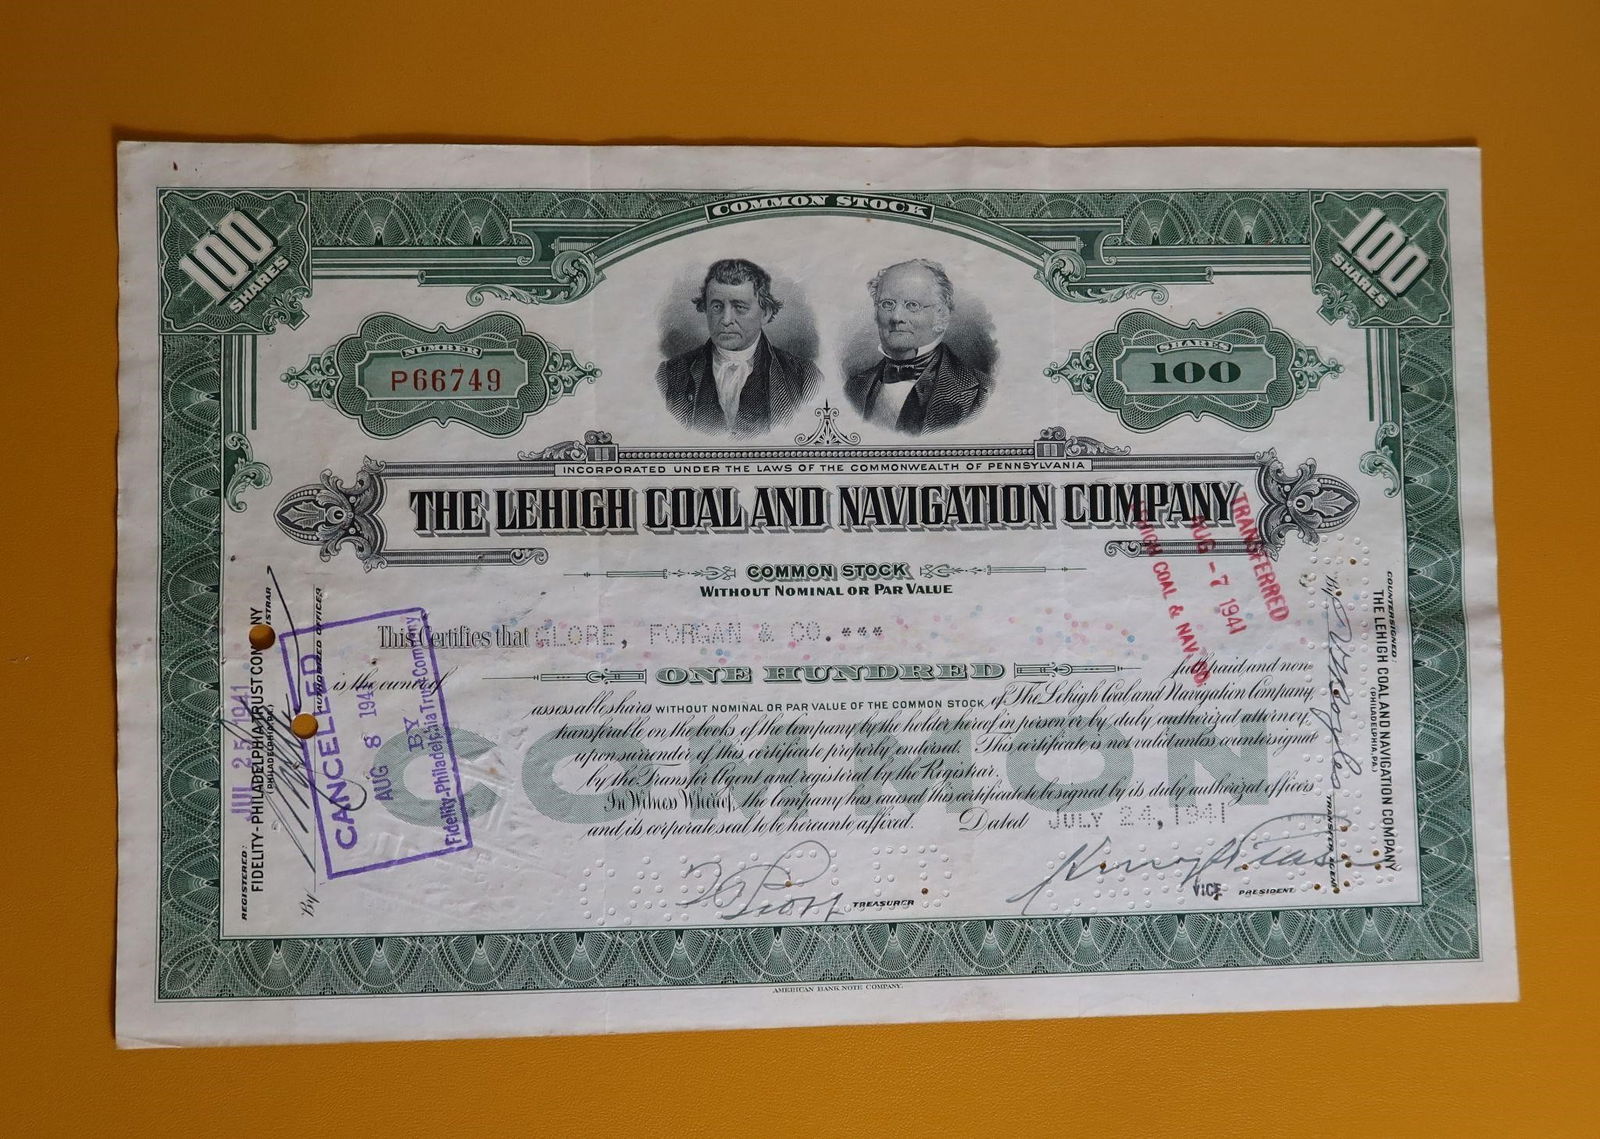 COMMON STOCK
100 SHARES
100 SHARES
NUMBER
P66749
SHARES
100
INCORPORATED UNDER THE LAWS OF THE COMMONWEALTH OF PENNSYLVANIA
THE LEHIGH COAL AND NAVIGATION COMPANY
COMMON STOCK
WITHOUT NOMINAL OR PAR VALUE
This Certifies that GLORE, FORGAN & CO. ***
is the owner of ONE HUNDRED full paid and non
assessable shares WITHOUT NOMINAL OR PAR VALUE OF THE COMMON STOCK of The Lehigh Coal and Navigation Company,
transferable on the books of the Company by the holder hereof in person or by duly authorized attorney,
upon surrender of this certificate properly endorsed. This certificate is not valid unless countersigned
by the Transfer Agent and registered by the Registrar.
In Witness Whereof, the Company has caused this certificate to be signed by its duly authorized officers
and its corporate seal to be hereunto affixed. Dated JULY 24, 1941
COMMON
TREASURER
VICE PRESIDENT
REGISTERED:
FIDELITY-PHILADELPHIA TRUST COMPANY
(PHILADELPHIA, PA.) REGISTRAR
By
AUTHORIZED OFFICER
JUL 25 1941
CANCELLED
AUG 8 1941
BY
Fidelity-Philadelphia Trust Company
TRANSFERRED
AUG -7 1941
LEHIGH COAL & NAV.
COUNTERSIGNED:
THE LEHIGH COAL AND NAVIGATION COMPANY
(PHILADELPHIA, PA.)
By
TRANSFER AGENT
AMERICAN BANK NOTE COMPANY.